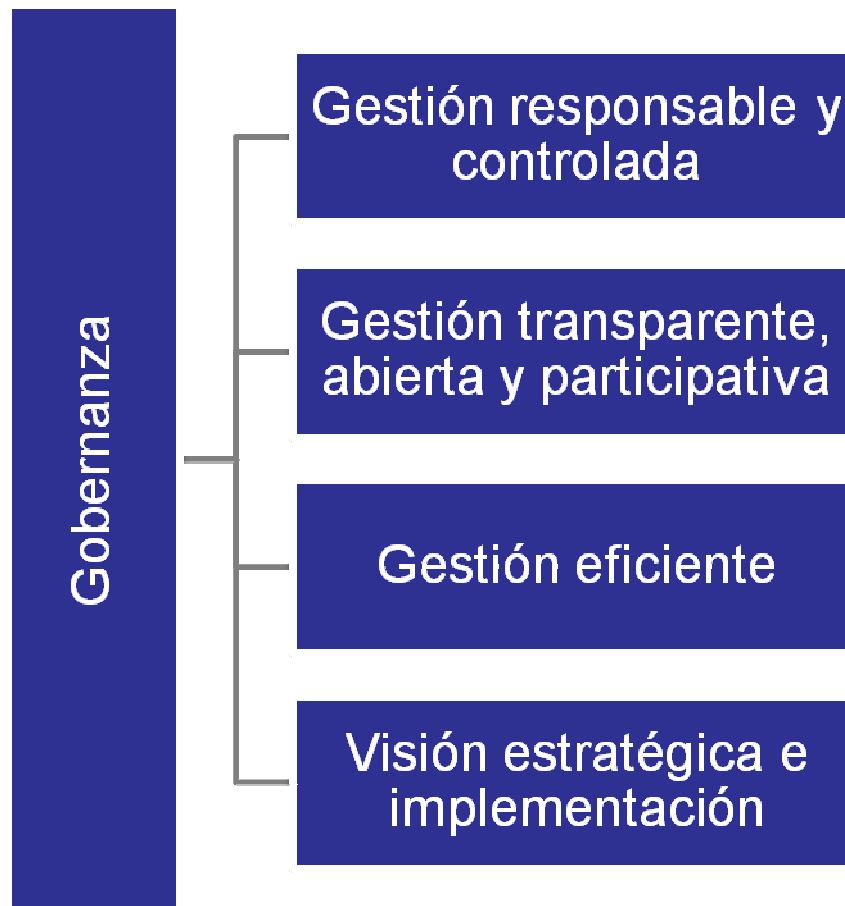 Gobernanza
Gestión responsable y
controlada
Gestión transparente,
abierta y participativa
Gestión eficiente
Visión estratégica e
implementación